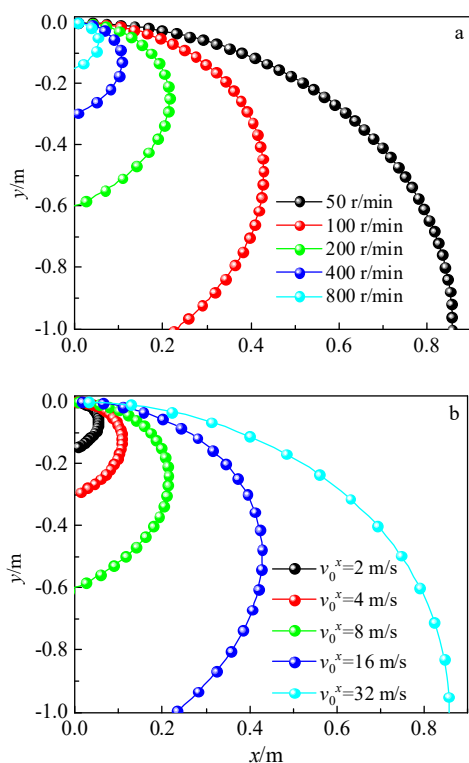 a
0.0
-0.2
-0.4
-0.6
-0.8
-1.0
y/m
50 r/min
100 r/min
200 r/min
400 r/min
800 r/min
0.0 0.2 0.4 0.6 0.8
b
0.0
-0.2
-0.4
-0.6
-0.8
-1.0
y/m
v₀ˣ=2 m/s
v₀ˣ=4 m/s
v₀ˣ=8 m/s
v₀ˣ=16 m/s
v₀ˣ=32 m/s
0.0 0.2 0.4 0.6 0.8
x/m